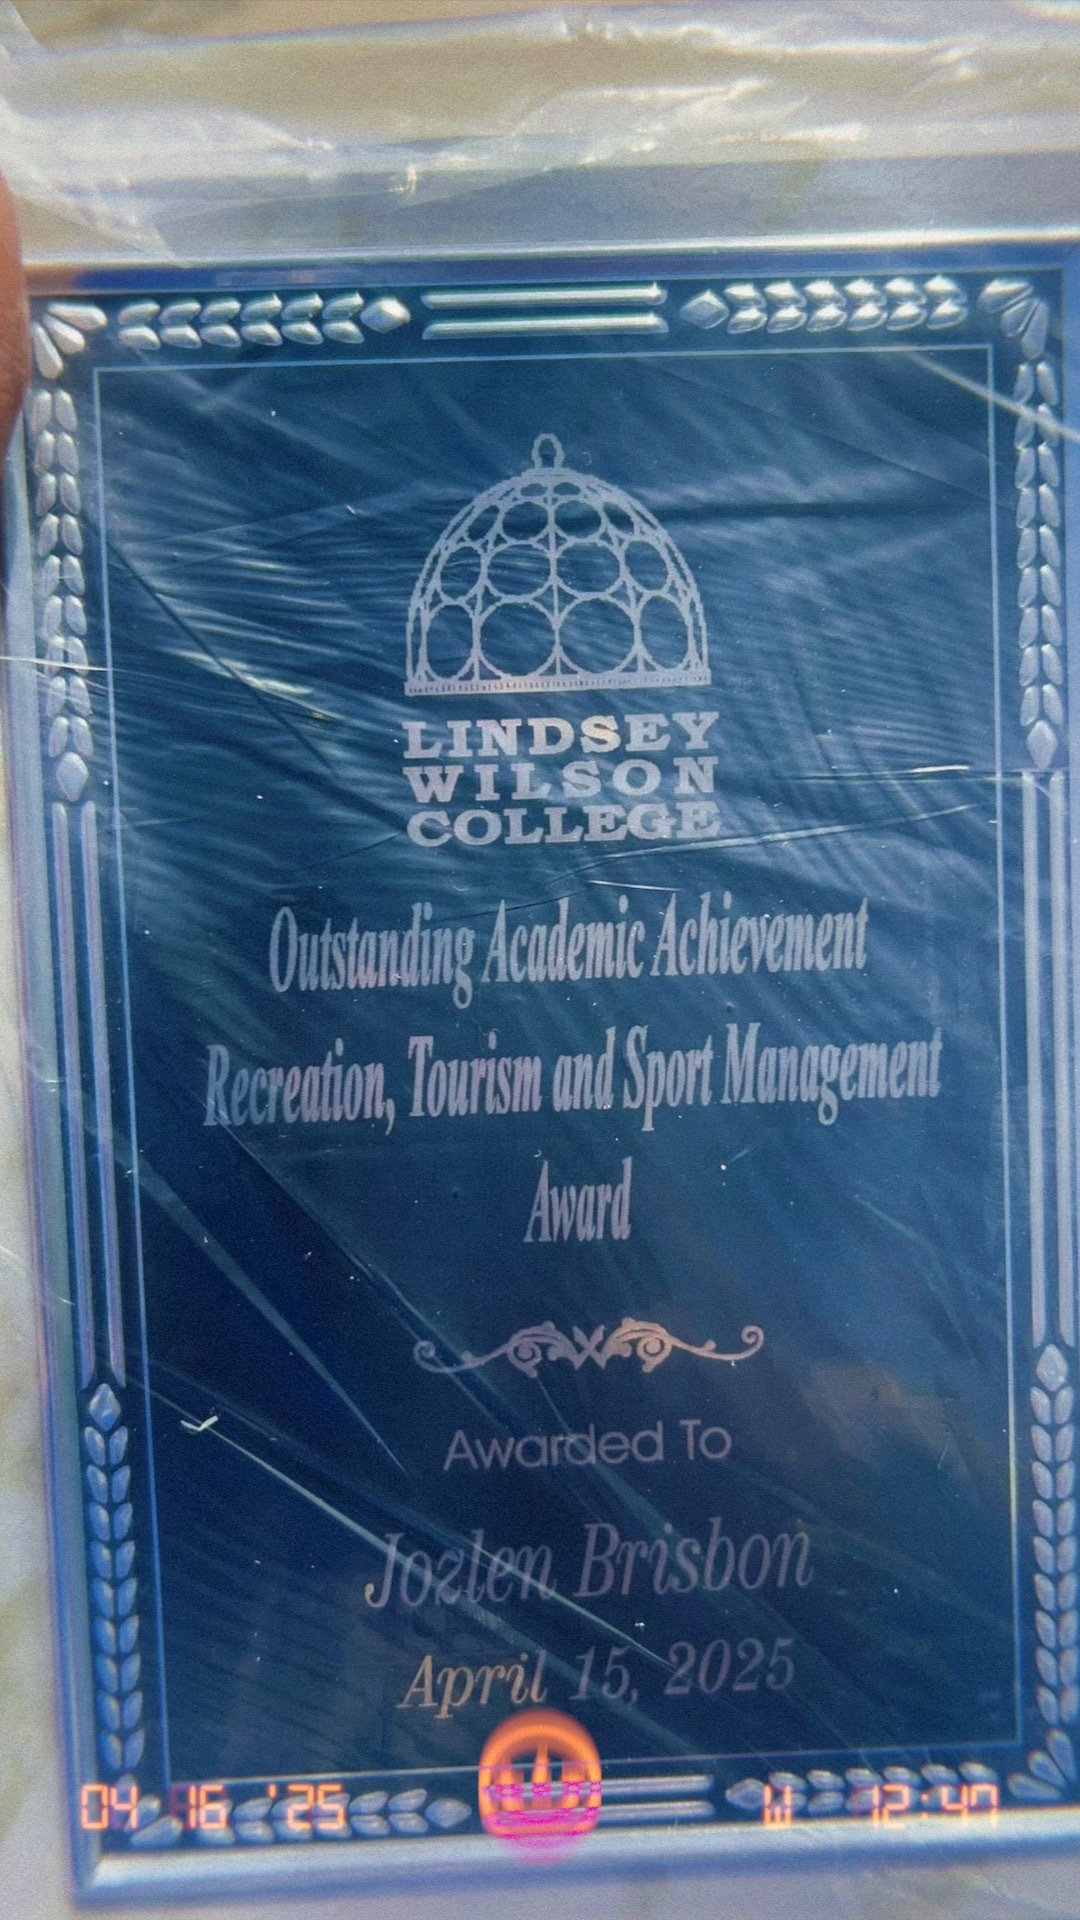 LINDSEY
WILSON
COLLEGE
Outstanding Academic Achievement
Recreation, Tourism and Sport Management
Award
Awarded To
Jozlen Brisbon
April 15, 2025
04 16 '25
W 12:47